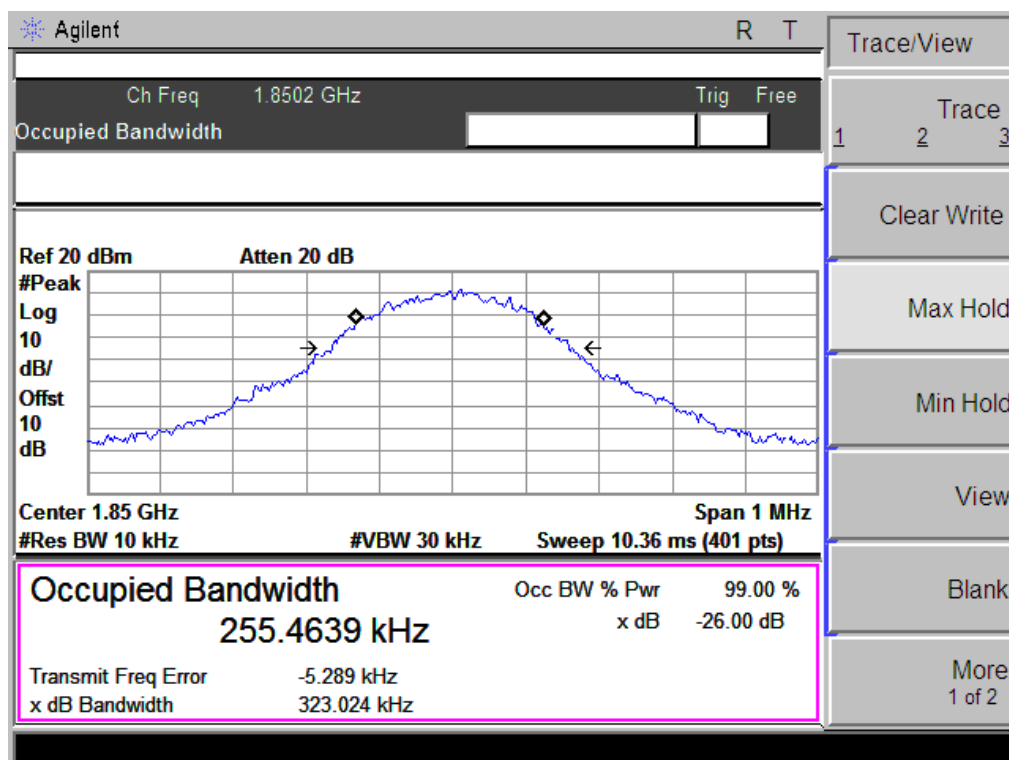 Agilent R T
Trace/View
Ch Freq 1.8502 GHz Trig Free
Occupied Bandwidth
Trace
1 2 3
Clear Write
Ref 20 dBm Atten 20 dB
#Peak
Log
10
dB/
Offst
10
dB
Max Hold
Min Hold
View
Center 1.85 GHz Span 1 MHz
#Res BW 10 kHz #VBW 30 kHz Sweep 10.36 ms (401 pts)
Occupied Bandwidth Occ BW % Pwr 99.00 %
255.4639 kHz x dB -26.00 dB
Blank
Transmit Freq Error -5.289 kHz
x dB Bandwidth 323.024 kHz
More
1 of 2